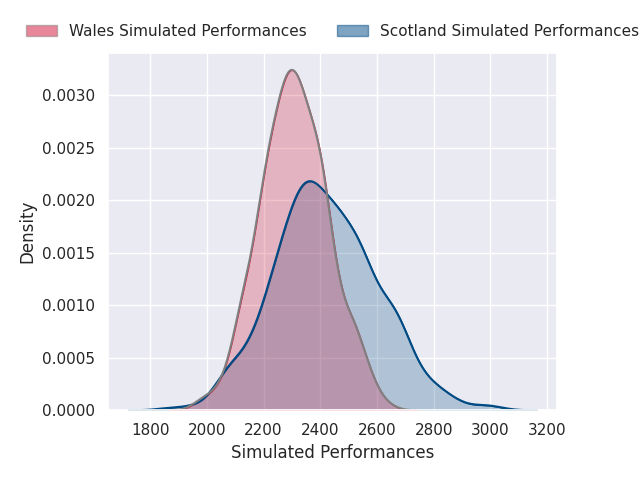 Wales Simulated Performances
Scotland Simulated Performances
0.0030
0.0025
0.0020
0.0015
0.0010
0.0005
0.0000
Density
1800 2000 2200 2400 2600 2800 3000 3200
Simulated Performances